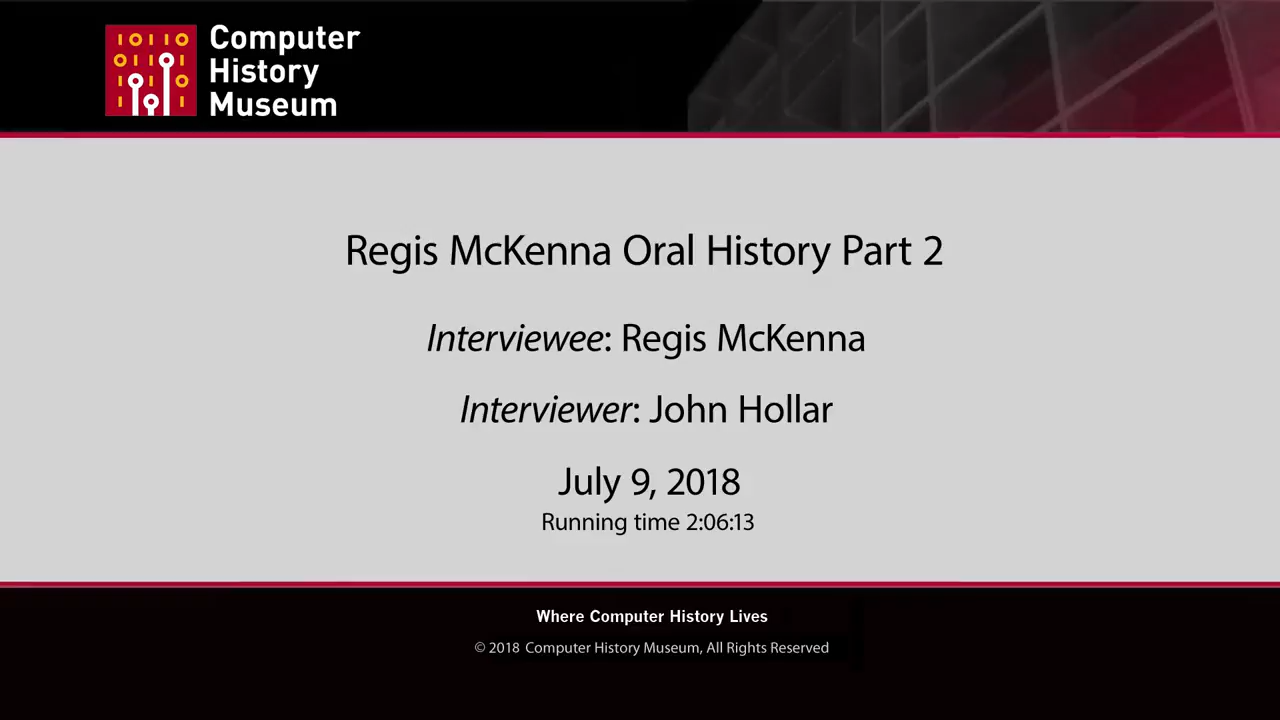 Computer
History
Museum
Regis McKenna Oral History Part 2
Interviewee: Regis McKenna
Interviewer: John Hollar
July 9, 2018
Running time 2:06:13
Where Computer History Lives
© 2018 Computer History Museum, All Rights Reserved